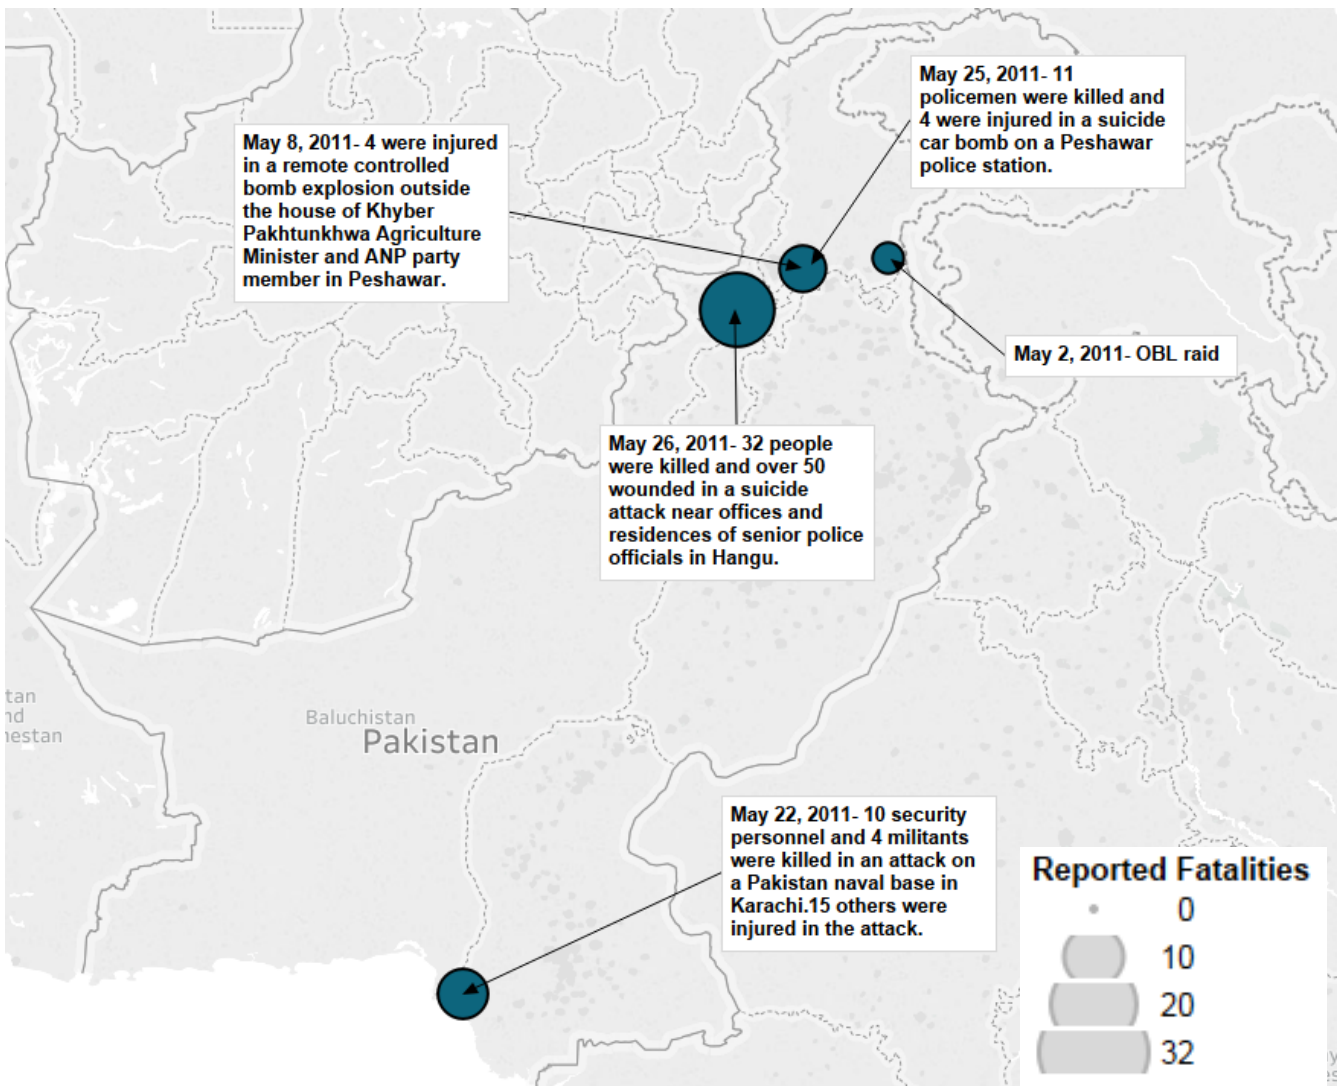 May 25, 2011- 11
policemen were killed and
4 were injured in a suicide
car bomb on a Peshawar
police station.
May 8, 2011- 4 were injured
in a remote controlled
bomb explosion outside
the house of Khyber
Pakhtunkhwa Agriculture
Minister and ANP party
member in Peshawar.
May 2, 2011- OBL raid
May 26, 2011- 32 people
were killed and over 50
wounded in a suicide
attack near offices and
residences of senior police
officials in Hangu.
tan
nd
nestan
Baluchistan
Pakistan
May 22, 2011- 10 security
personnel and 4 militants
were killed in an attack on
a Pakistan naval base in
Karachi.15 others were
injured in the attack.
Reported Fatalities
0
10
20
32